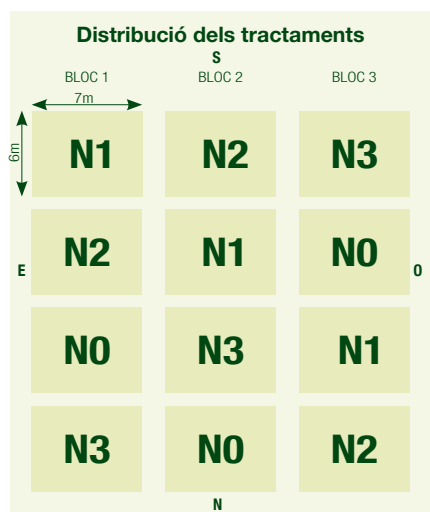 Distribució dels tractaments
S
BLOC 1 BLOC 2 BLOC 3
7m
6m
N1 N2 N3
N2 N1 N0
E O
N0 N3 N1
N3 N0 N2
N